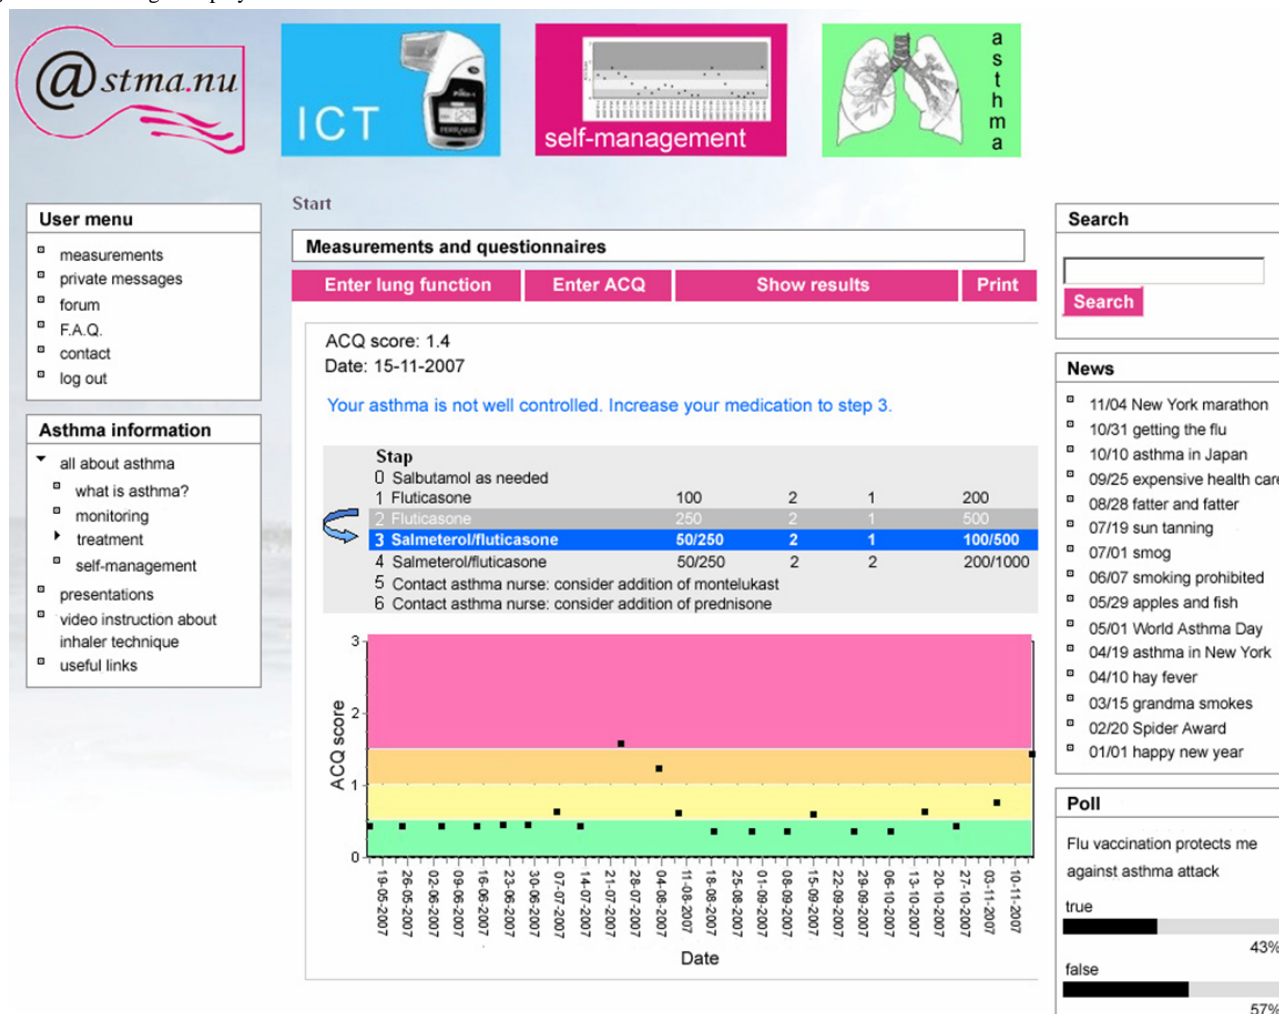 @stma.nu
ICT
self-management
asthma
Start
User menu
measurements
private messages
forum
F.A.Q.
contact
log out
Asthma information
all about asthma
what is asthma?
monitoring
treatment
self-management
presentations
video instruction about
inhaler technique
useful links
Measurements and questionnaires
Enter lung function Enter ACQ Show results Print
ACQ score: 1.4
Date: 15-11-2007
Your asthma is not well controlled. Increase your medication to step 3.
Stap
0 Salbutamol as needed
1 Fluticasone 100 2 1 200
2 Fluticasone 250 2 1 500
3 Salmeterol/fluticasone 50/250 2 1 100/500
4 Salmeterol/fluticasone 50/250 2 2 200/1000
5 Contact asthma nurse: consider addition of montelukast
6 Contact asthma nurse: consider addition of prednisone
3
2
1
0
ACQ score
19-05-2007
26-05-2007
02-06-2007
09-06-2007
16-06-2007
23-06-2007
30-06-2007
07-07-2007
14-07-2007
21-07-2007
28-07-2007
04-08-2007
11-08-2007
18-08-2007
25-08-2007
01-09-2007
08-09-2007
15-09-2007
22-09-2007
29-09-2007
06-10-2007
13-10-2007
20-10-2007
27-10-2007
03-11-2007
10-11-2007
Date
Search
Search
News
11/04 New York marathon
10/31 getting the flu
10/10 asthma in Japan
09/25 expensive health care
08/28 fatter and fatter
07/19 sun tanning
07/01 smog
06/07 smoking prohibited
05/29 apples and fish
05/01 World Asthma Day
04/19 asthma in New York
04/10 hay fever
03/15 grandma smokes
02/20 Spider Award
01/01 happy new year
Poll
Flu vaccination protects me
against asthma attack
true
43%
false
57%